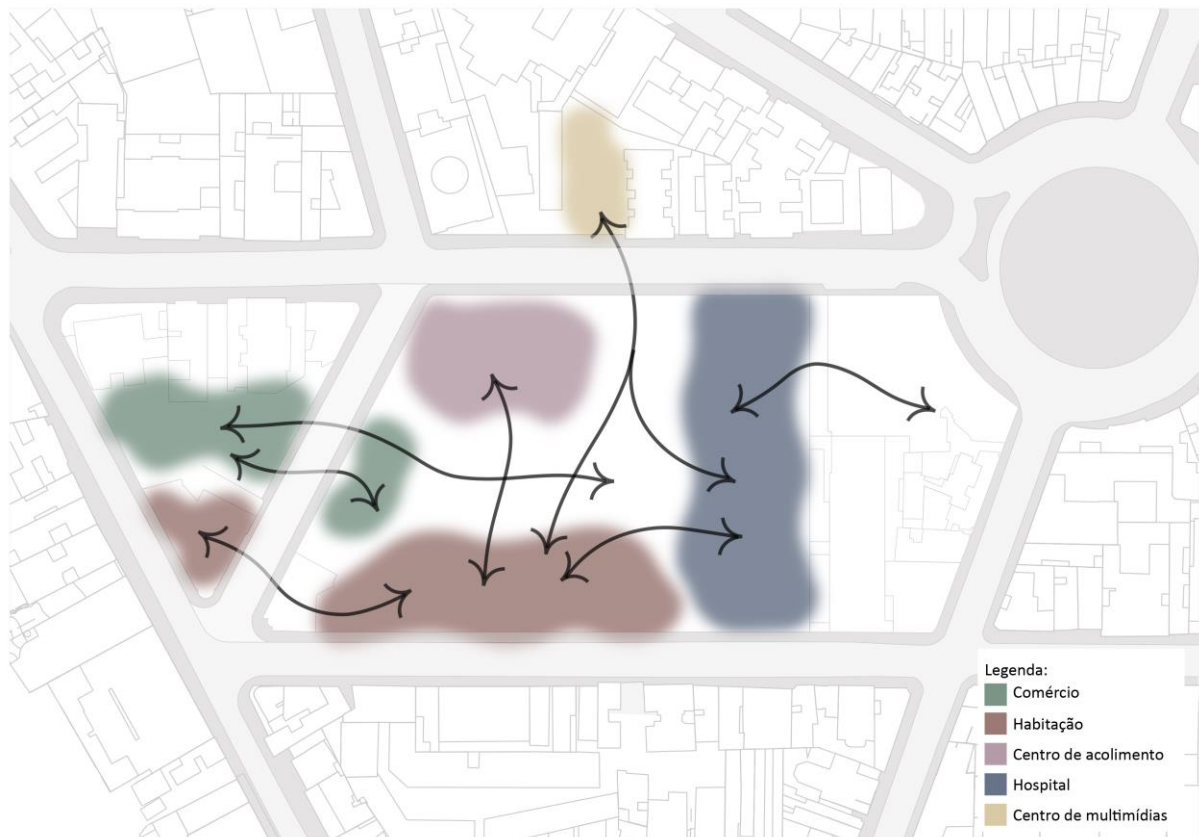 Legenda:
Comércio
Habitação
Centro de acolimento
Hospital
Centro de multimídias